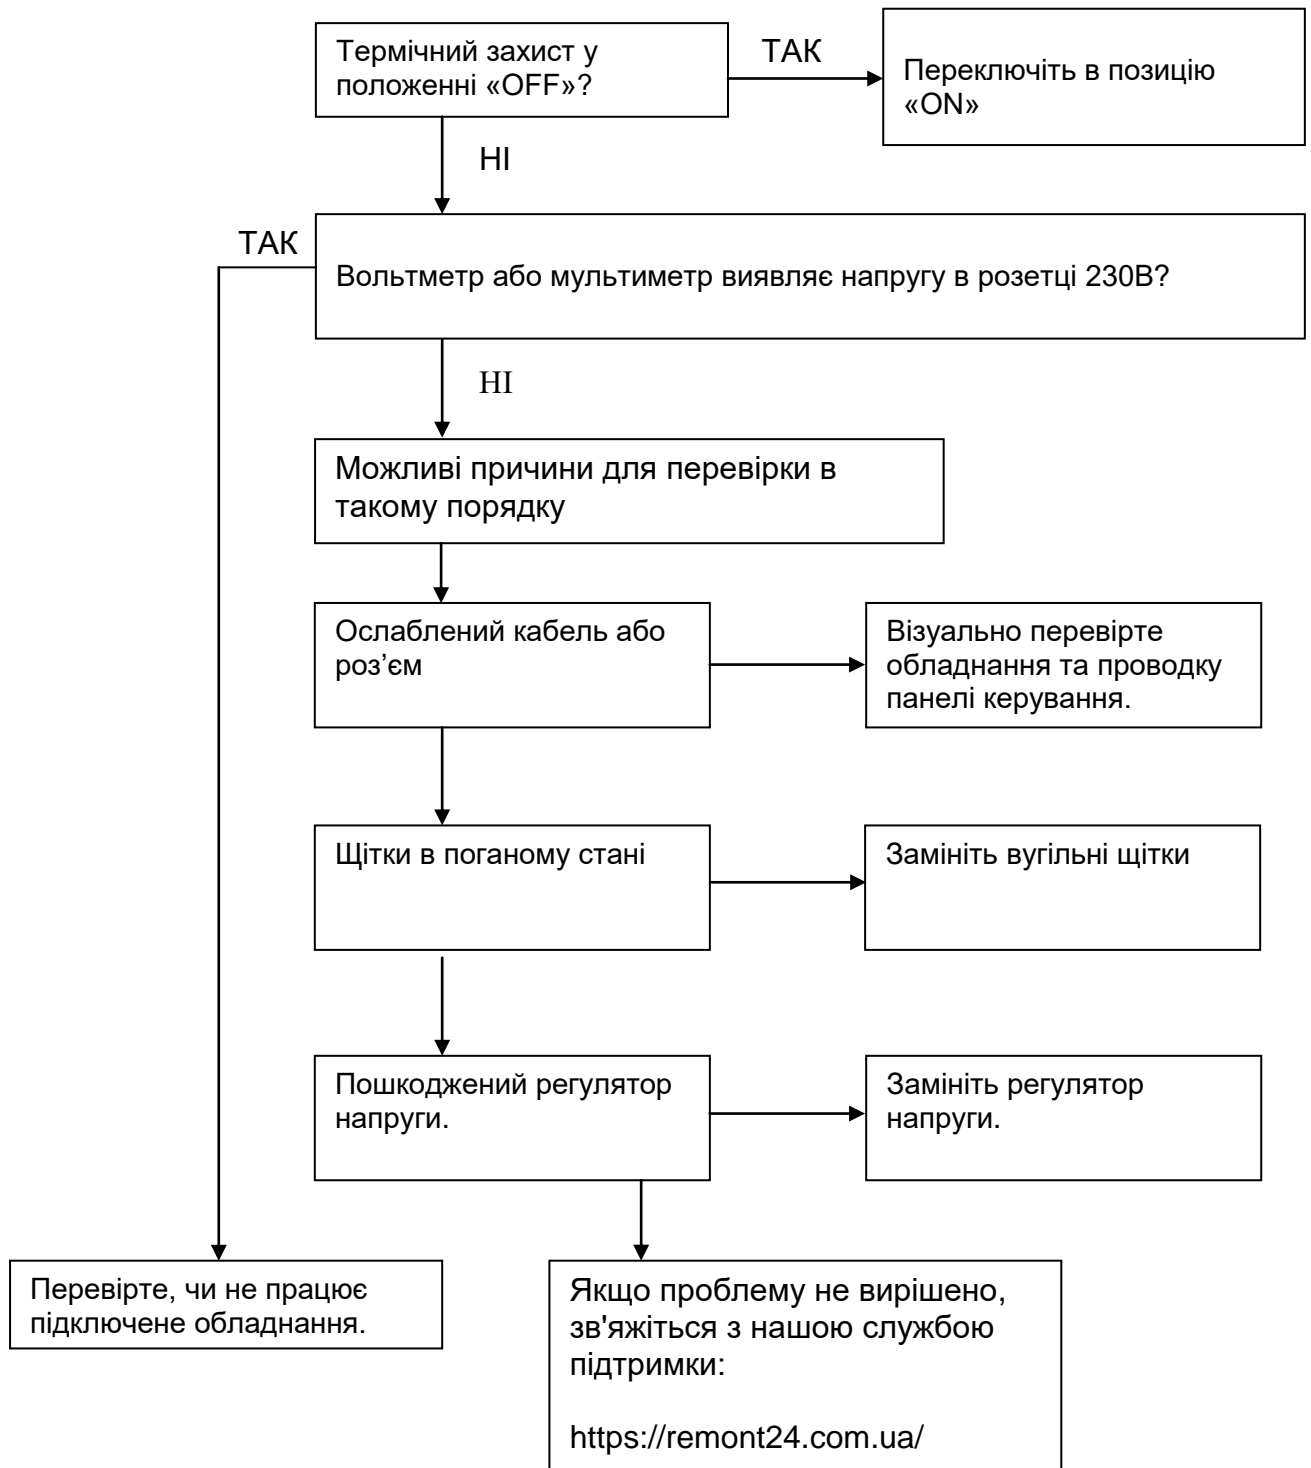 Термічний захист у
положенні «OFF»?
ТАК
Переключіть в позицію
«ON»
НІ
ТАК
Вольтметр або мультиметр виявляє напругу в розетці 230В?
НІ
Можливі причини для перевірки в
такому порядку
Ослаблений кабель або
роз’єм
Візуально перевірте
обладнання та проводку
панелі керування.
Щітки в поганому стані
Замініть вугільні щітки
Пошкоджений регулятор
напруги.
Замініть регулятор
напруги.
Перевірте, чи не працює
підключене обладнання.
Якщо проблему не вирішено,
зв'яжіться з нашою службою
підтримки:
https://remont24.com.ua/